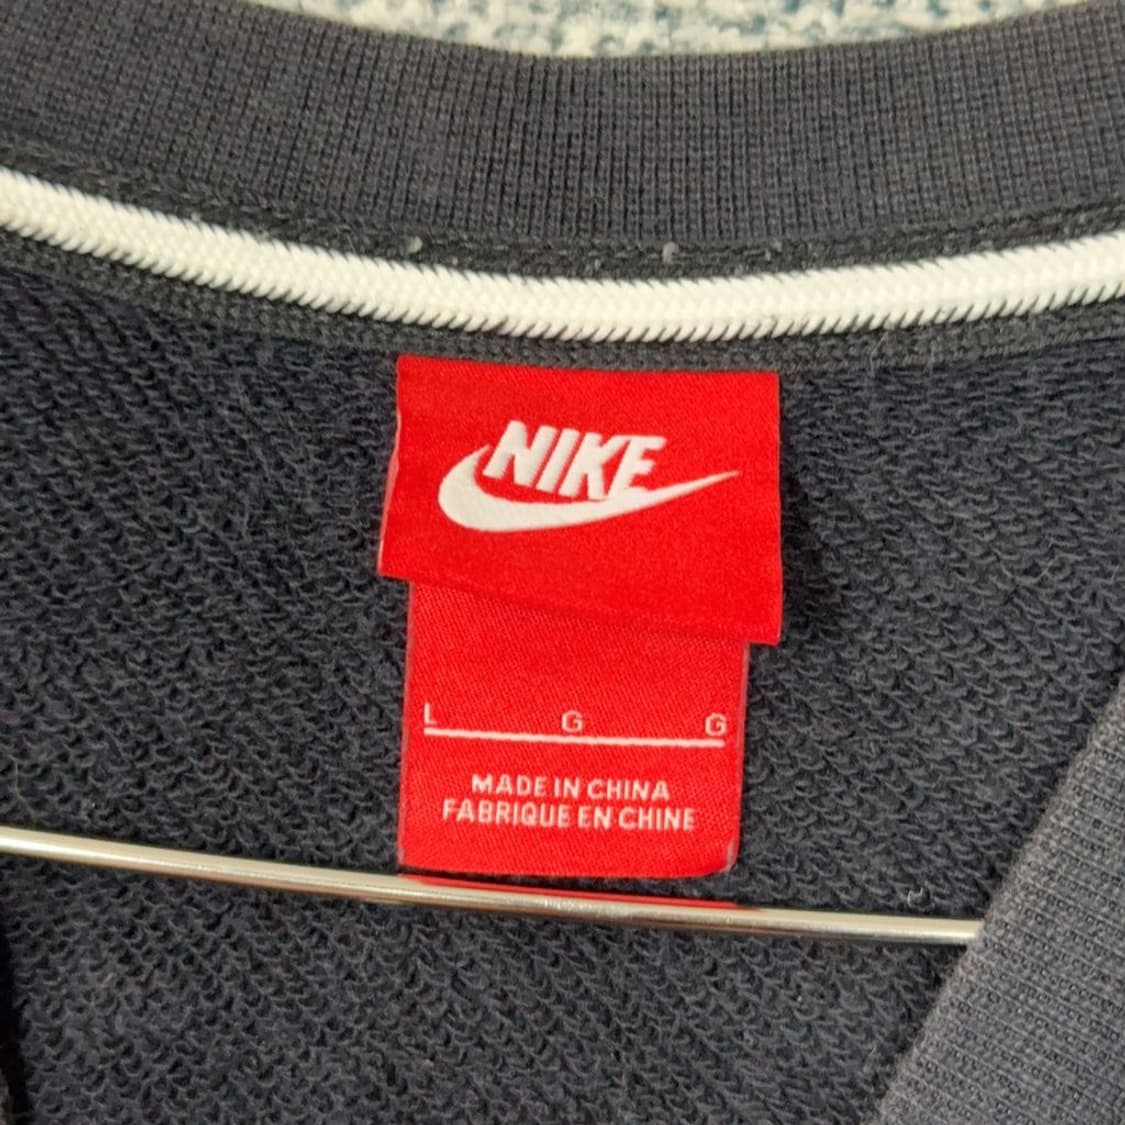 NIKE
L G G
MADE IN CHINA
FABRIQUE EN CHINE